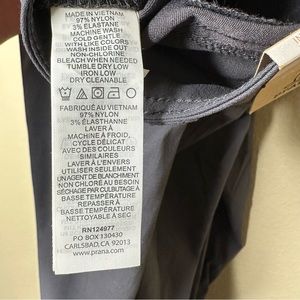 MADE IN VIETNAM
97% NYLON
3% ELASTANE
MACHINE WASH
COLD GENTLE
WITH LIKE COLORS
WASH INSIDE OUT
NON-CHLORINE
BLEACH WHEN NEEDED
TUMBLE DRY LOW
IRON LOW
DRY CLEANABLE
FABRIQUÉ AU VIETNAM
97% NYLON
3% ÉLASTHANNE
LAVER À
MACHINE À FROID,
CYCLE DÉLICAT
AVEC DES COULEURS
SIMILAIRES
LAVER À L'ENVERS
UTILISER SEULEMENT
UN AGENT DE BLANCHIMENT
NON CHLORÉ AU BESOIN
SÉCHAGE PAR CULBUTAGE À
BASSE TEMPÉRATURE
REPASSER À
BASSE TEMPÉRATURE
NETTOYABLE À SEC
RN124977
PO BOX 130430
CARLSBAD, CA 92013
www.prana.com